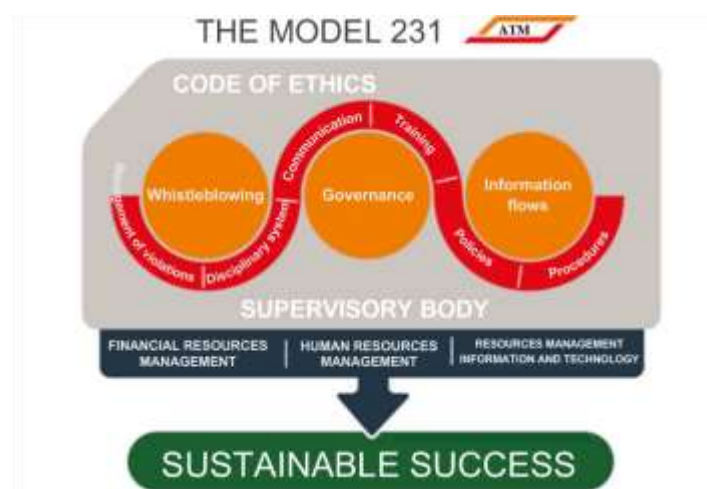 THE MODEL 231
ATM
CODE OF ETHICS
Communication
Training
Whistleblowing
Governance
Information
flows
Management of violations
Disciplinary system
Policies
Procedures
SUPERVISORY BODY
FINANCIAL RESOURCES
MANAGEMENT
HUMAN RESOURCES
MANAGEMENT
RESOURCES MANAGEMENT
INFORMATION AND TECHNOLOGY
SUSTAINABLE SUCCESS